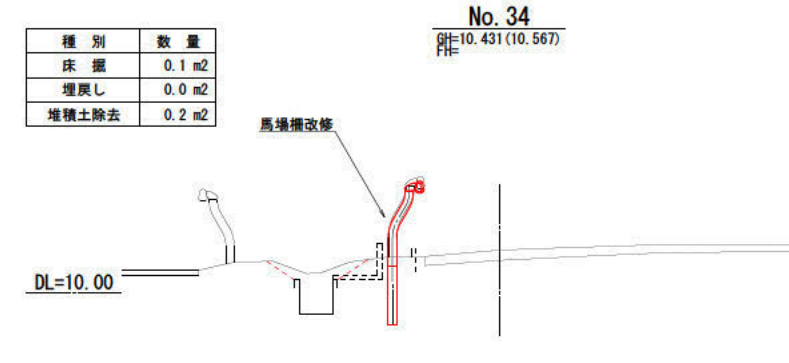 No. 34
GH=10.431(10.567)
FH=
種 別 数 量
床 掘 0.1 m2
埋戻し 0.0 m2
堆積土除去 0.2 m2
馬場柵改修
DL=10.00